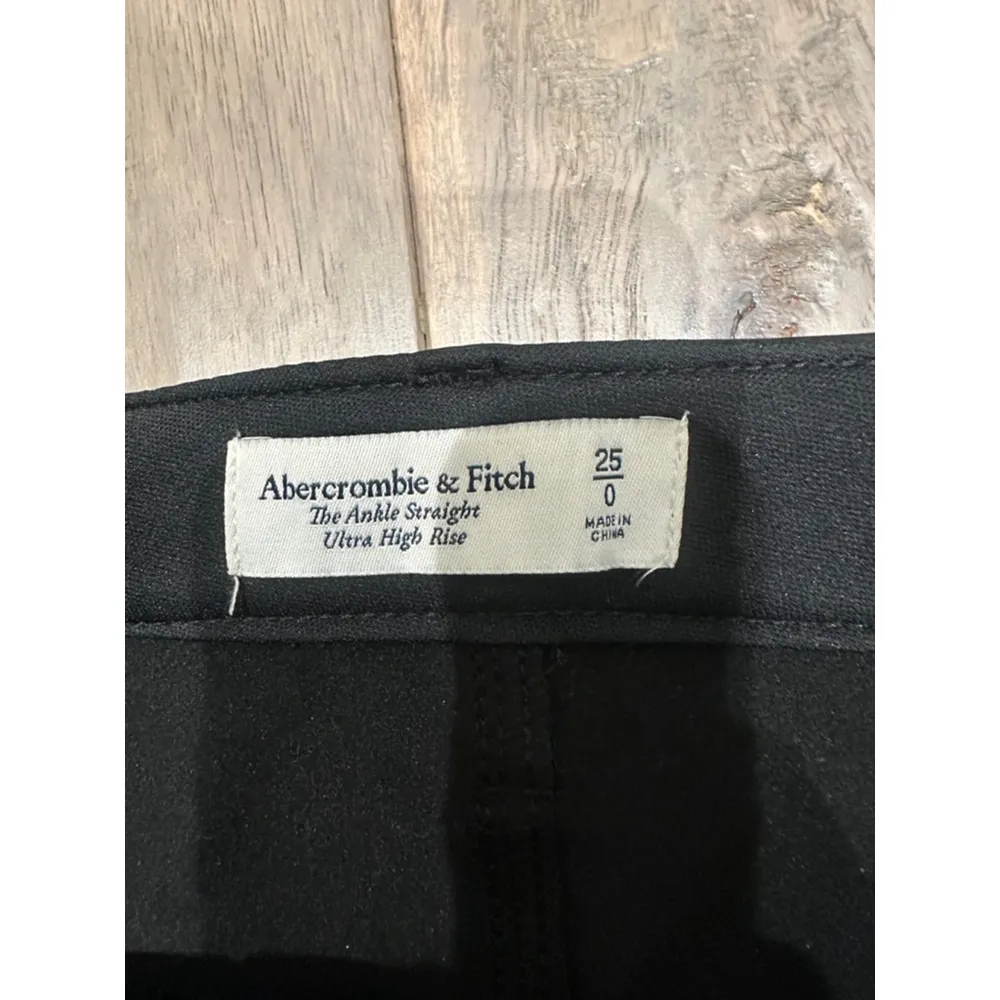 Abercrombie & Fitch
The Ankle Straight
Ultra High Rise
25
0
MADE IN
CHINA